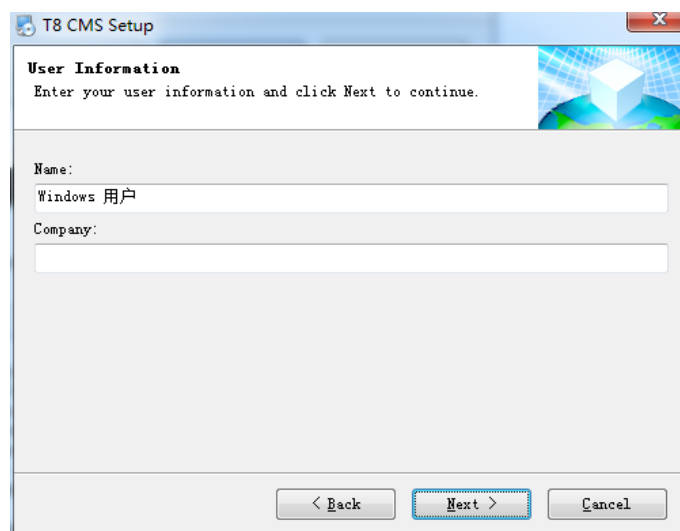 T8 CMS Setup
User Information
Enter your user information and click Next to continue.
Name:
Windows 用户
Company:
< Back
Next >
Cancel